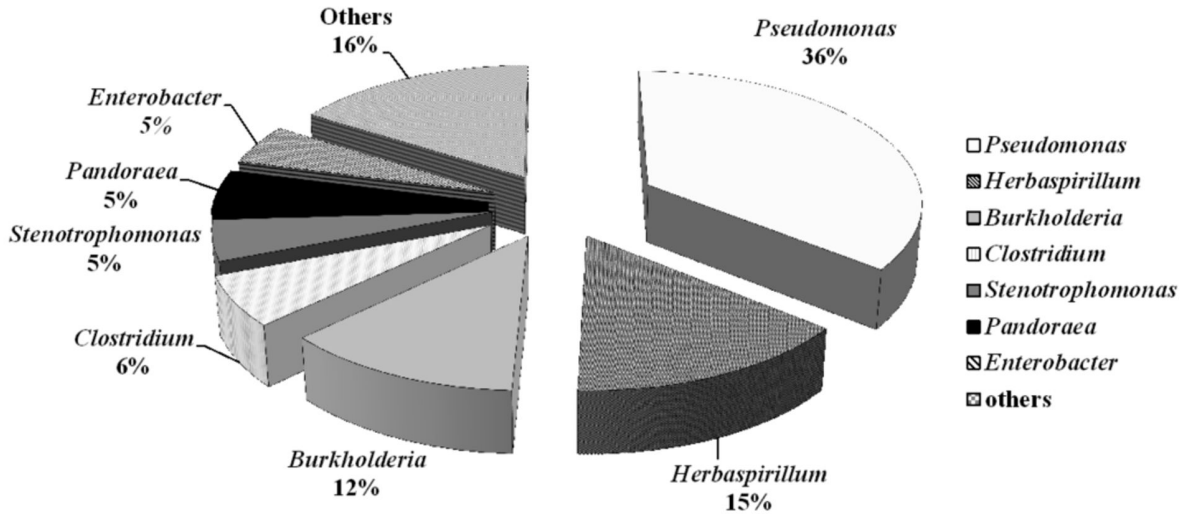 Others
16%
Pseudomonas
36%
Enterobacter
5%
Pandoraea
5%
Stenotrophomonas
5%
Clostridium
6%
Burkholderia
12%
Herbaspirillum
15%
Pseudomonas
Herbaspirillum
Burkholderia
Clostridium
Stenotrophomonas
Pandoraea
Enterobacter
others